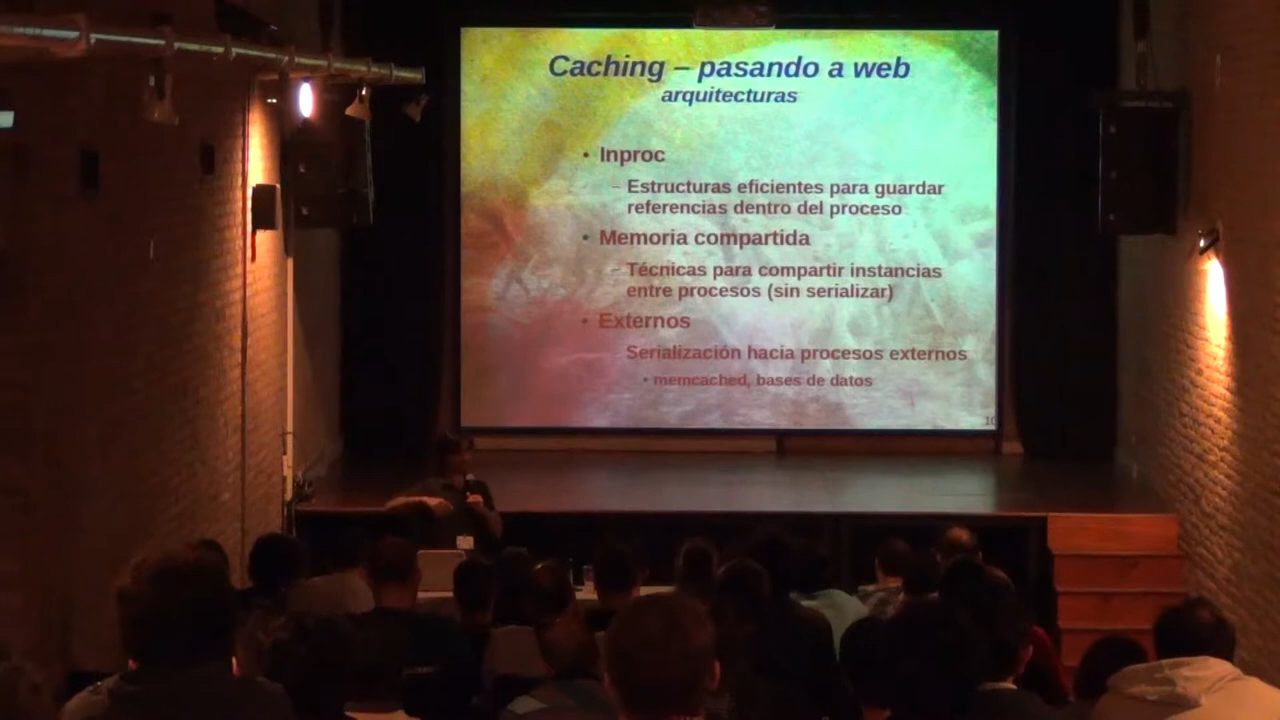 Caching – pasando a web
arquitecturas
• Inproc
– Estructuras eficientes para guardar
referencias dentro del proceso
• Memoria compartida
– Técnicas para compartir instancias
entre procesos (sin serializar)
• Externos
Serialización hacia procesos externos
• memcached, bases de datos